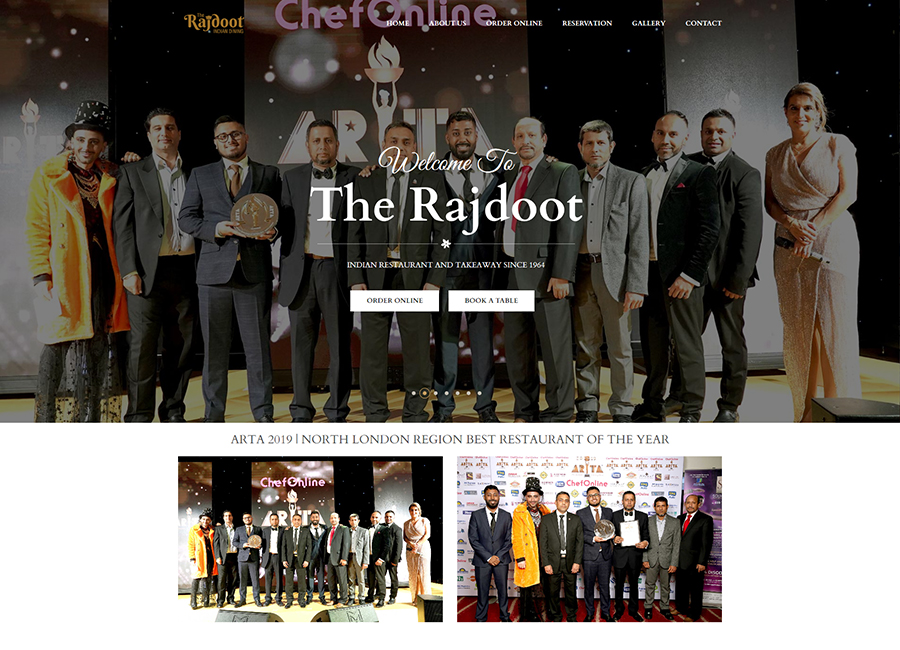 The
Rajdoot
INDIAN DINING
HOME ABOUT US ORDER ONLINE RESERVATION GALLERY CONTACT
ChefOnline
ARTA
Welcome To
The Rajdoot
INDIAN RESTAURANT AND TAKEAWAY SINCE 1964
ORDER ONLINE BOOK A TABLE
ARTA 2019 | NORTH LONDON REGION BEST RESTAURANT OF THE YEAR
ChefOnline
ARTA
ARTA
ChefOnline